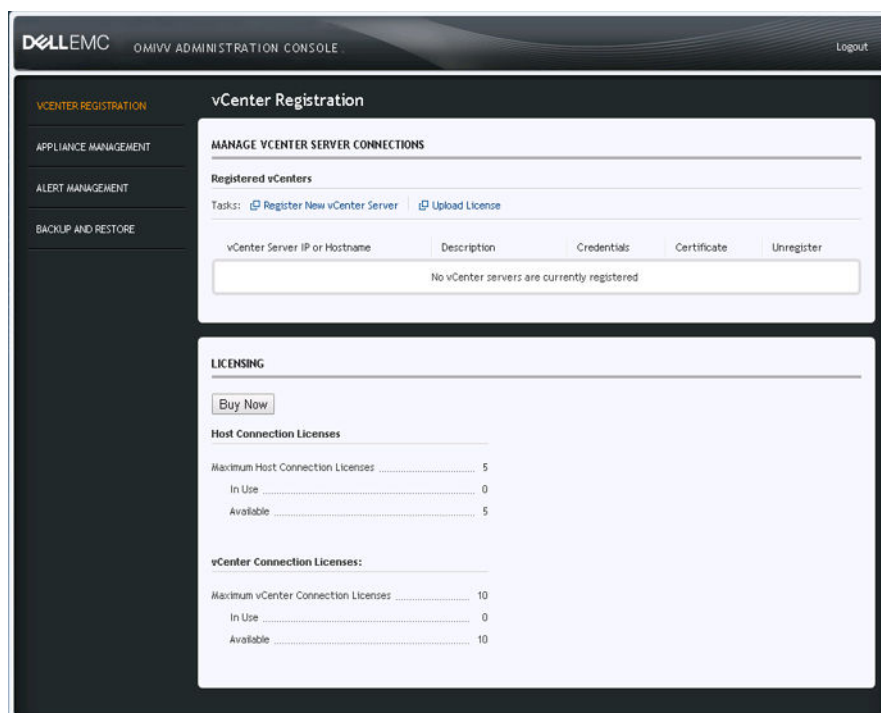 DELLEMC OMIVV ADMINISTRATION CONSOLE Logout
VCENTER REGISTRATION
APPLIANCE MANAGEMENT
ALERT MANAGEMENT
BACKUP AND RESTORE
vCenter Registration
MANAGE VCENTER SERVER CONNECTIONS
Registered vCenters
Tasks: Register New vCenter Server Upload License
vCenter Server IP or Hostname Description Credentials Certificate Unregister
No vCenter servers are currently registered
LICENSING
Buy Now
Host Connection Licenses
Maximum Host Connection Licenses 5
In Use 0
Available 5
vCenter Connection Licenses:
Maximum vCenter Connection Licenses 10
In Use 0
Available 10